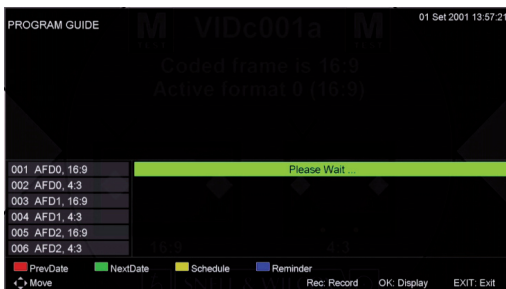 PROGRAM GUIDE
01 Set 2001 13:57:21
M VIDc001a M
Coded frame is 16:9
Active format 0 (16:9)
001 AFD0, 16:9
Please Wait ...
002 AFD0, 4:3
003 AFD1, 16:9
004 AFD1, 4:3
005 AFD2, 16:9
006 AFD2, 4:3
16:9
4:3
PrevDate
NextDate
Schedule
Reminder
Move
Rec: Record
OK: Display
EXIT: Exit